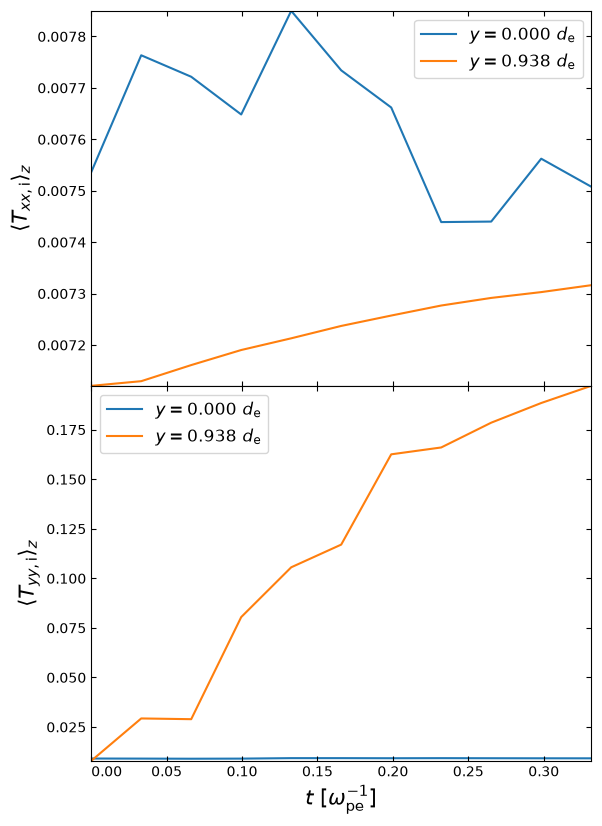 0.0078
0.0077
0.0076
0.0075
0.0074
0.0073
0.0072
⟨T_{xx,i}⟩_z
y = 0.000 d_e
y = 0.938 d_e
0.175
0.150
0.125
0.100
0.075
0.050
0.025
⟨T_{yy,i}⟩_z
y = 0.000 d_e
y = 0.938 d_e
0.00 0.05 0.10 0.15 0.20 0.25 0.30
t [ω_{pe}^{-1}]